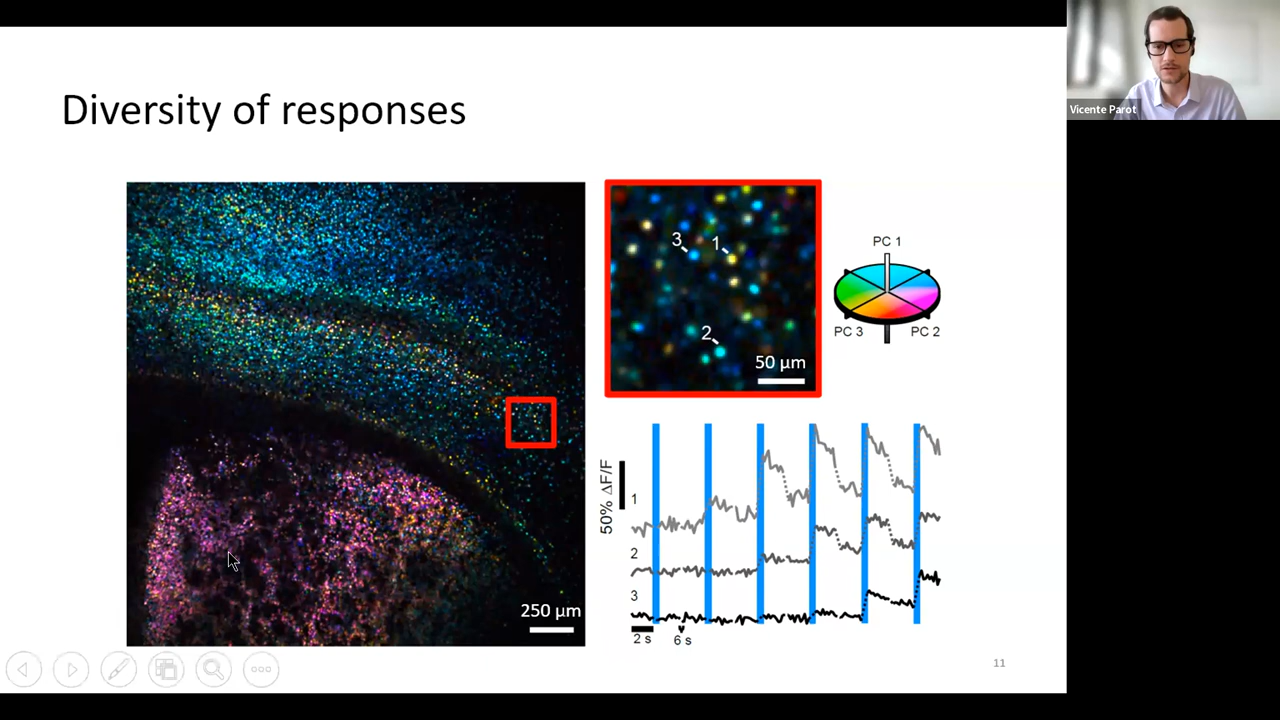 Diversity of responses
250 μm
3
1
2
50 μm
PC 1
PC 3
PC 2
50% ΔF/F
1
2
3
2 s
6 s
11
Vicente Parot